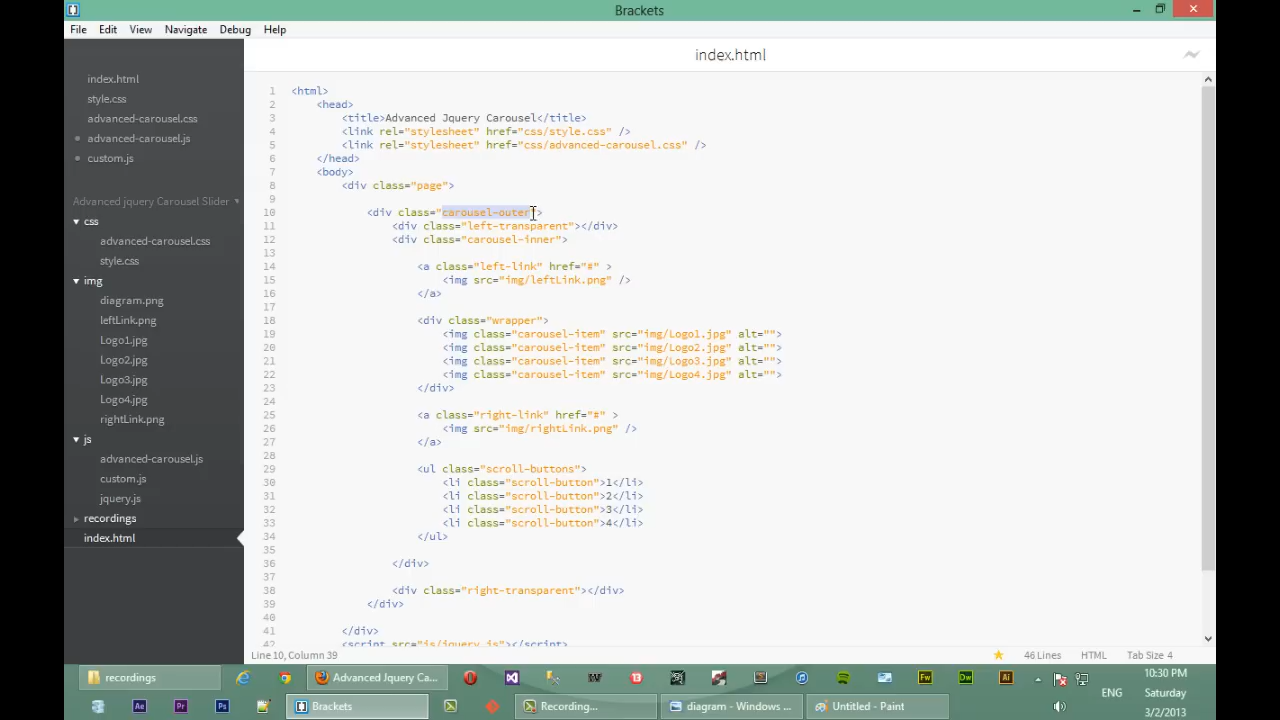 Brackets
File Edit View Navigate Debug Help
index.html
index.html
style.css
advanced-carousel.css
advanced-carousel.js
custom.js
Advanced jQuery Carousel Slider
css
advanced-carousel.css
style.css
img
diagram.png
leftLink.png
Logo1.jpg
Logo2.jpg
Logo3.jpg
Logo4.jpg
rightLink.png
js
advanced-carousel.js
custom.js
jquery.js
recordings
index.html
1 <html>
2 <head>
3 <title>Advanced Jquery Carousel</title>
4 <link rel="stylesheet" href="css/style.css" />
5 <link rel="stylesheet" href="css/advanced-carousel.css" />
6 </head>
7 <body>
8 <div class="page">
9
10 <div class="carousel-outer">
11 <div class="left-transparent"></div>
12 <div class="carousel-inner">
13
14 <a class="left-link" href="#" >
15 <img src="img/leftLink.png" />
16 </a>
17
18 <div class="wrapper">
19 <img class="carousel-item" src="img/Logo1.jpg" alt="">
20 <img class="carousel-item" src="img/Logo2.jpg" alt="">
21 <img class="carousel-item" src="img/Logo3.jpg" alt="">
22 <img class="carousel-item" src="img/Logo4.jpg" alt="">
23 </div>
24
25 <a class="right-link" href="#" >
26 <img src="img/rightLink.png" />
27 </a>
28
29 <ul class="scroll-buttons">
30 <li class="scroll-button">1</li>
31 <li class="scroll-button">2</li>
32 <li class="scroll-button">3</li>
33 <li class="scroll-button">4</li>
34 </ul>
35
36 </div>
37
38 <div class="right-transparent"></div>
39 </div>
40
41 </div>
42 <script src="js/jquery.js"></script>
Line 10, Column 39 46 Lines HTML Tab Size 4
recordings Advanced Jquery Ca... Fw Dw Ai 10:30 PM
ENG Saturday
Ae Pr Ps Brackets Recording... diagram - Windows ... Untitled - Paint 3/2/2013